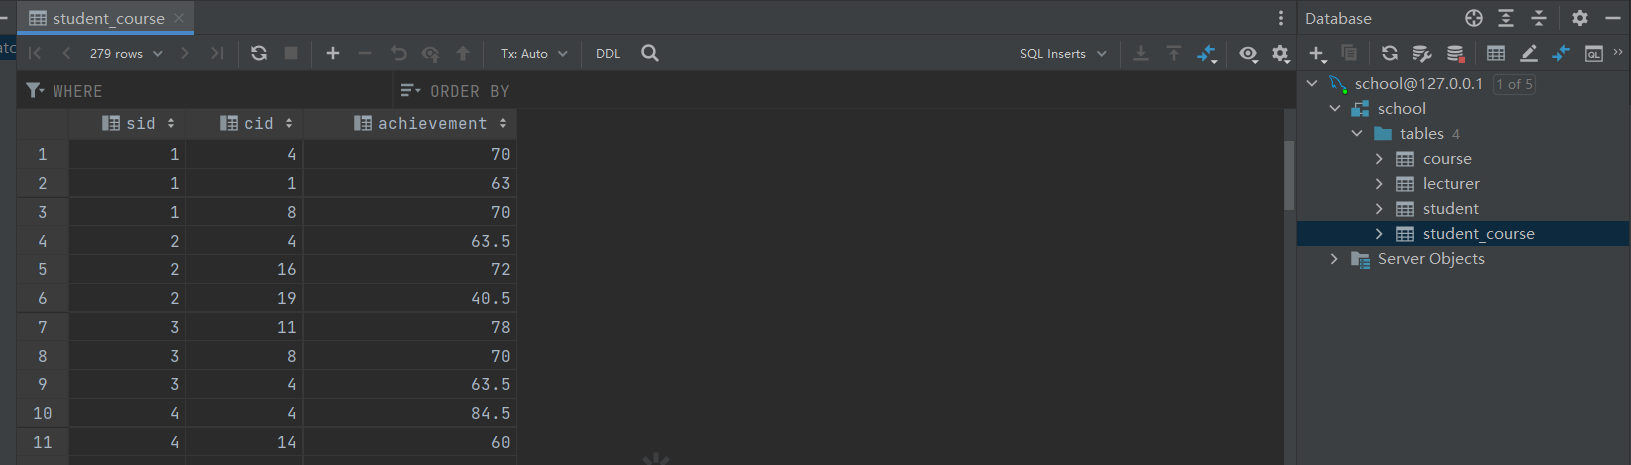 student_course
Database
279 rows
Tx: Auto
DDL
SQL Inserts
WHERE
ORDER BY
sid cid achievement
1 1 4 70
2 1 1 63
3 1 8 70
4 2 4 63.5
5 2 16 72
6 2 19 40.5
7 3 11 78
8 3 8 70
9 3 4 63.5
10 4 4 84.5
11 4 14 60
QL
school@127.0.0.1 1 of 5
school
tables 4
course
lecturer
student
student_course
Server Objects